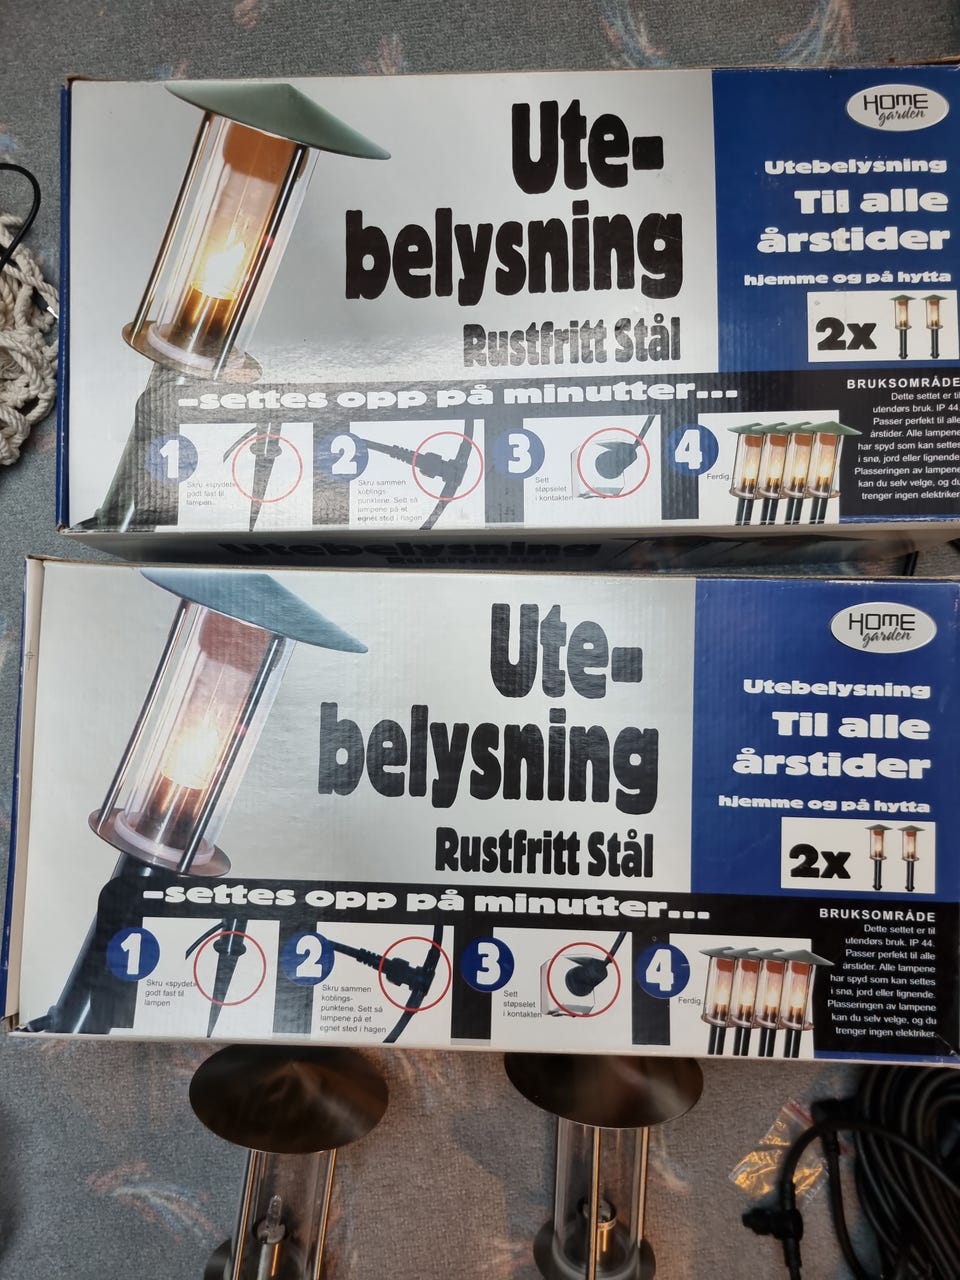 Ute-
belysning
Rustfritt Stål
-settes opp på minutter...
1
Skru «spydet»
godt fast til
lampen.
2
Skru sammen
koblings-
punktene. Sett så
lampene på et
egnet sted i hagen
3
Sett
støpselet
i kontakten
4
Ferdig...
HOME
garden
Utebelysning
Til alle
årstider
hjemme og på hytta
2x
BRUKSOMRÅDE
Dette settet er til
utendørs bruk. IP 44.
Passer perfekt til alle
årstider. Alle lampene
har spyd som kan settes
i snø, jord eller lignende.
Plasseringen av lampene
kan du selv velge, og du
trenger ingen elektriker.
Utebelysning
Rustfritt Stål
Ute-
belysning
Rustfritt Stål
-settes opp på minutter...
1
Skru «spydet»
godt fast til
lampen
2
Skru sammen
koblings-
punktene. Sett så
lampene på et
egnet sted i hagen
3
Sett
støpselet
i kontakten
4
Ferdig...
HOME
garden
Utebelysning
Til alle
årstider
hjemme og på hytta
2x
BRUKSOMRÅDE
Dette settet er til
utendørs bruk. IP 44.
Passer perfekt til alle
årstider. Alle lampene
har spyd som kan settes
i snø, jord eller lignende.
Plasseringen av lampene
kan du selv velge, og du
trenger ingen elektriker.